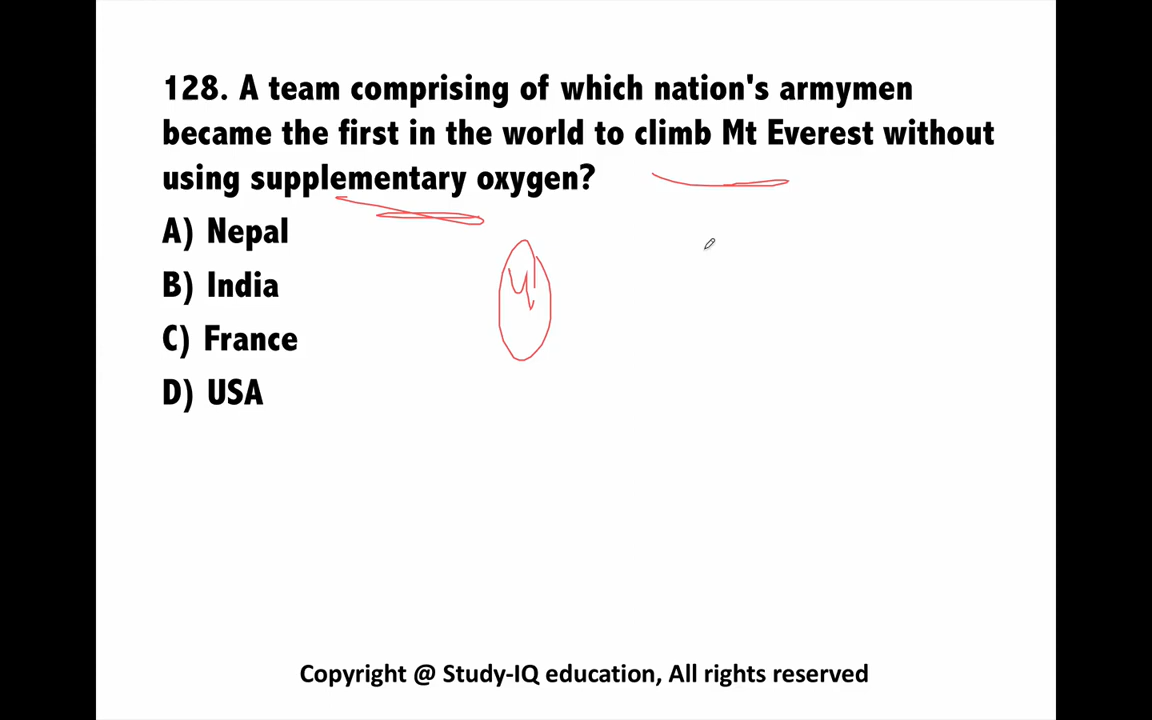 128. A team comprising of which nation's armymen
became the first in the world to climb Mt Everest without
using supplementary oxygen?
A) Nepal
B) India
C) France
D) USA
Copyright @ Study-IQ education, All rights reserved